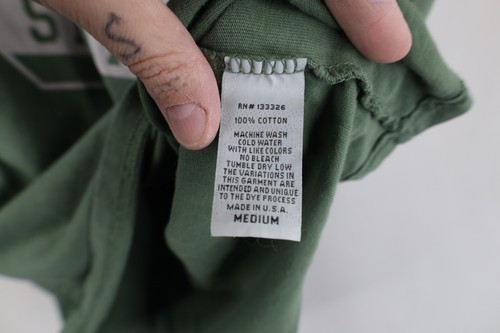 S
S
RN# 133326
100% COTTON
MACHINE WASH
COLD WATER
WITH LIKE COLORS
NO BLEACH
TUMBLE DRY LOW
THE VARIATIONS IN
THIS GARMENT ARE
INTENDED AND UNIQUE
TO THE DYE PROCESS
MADE IN U.S.A.
MEDIUM